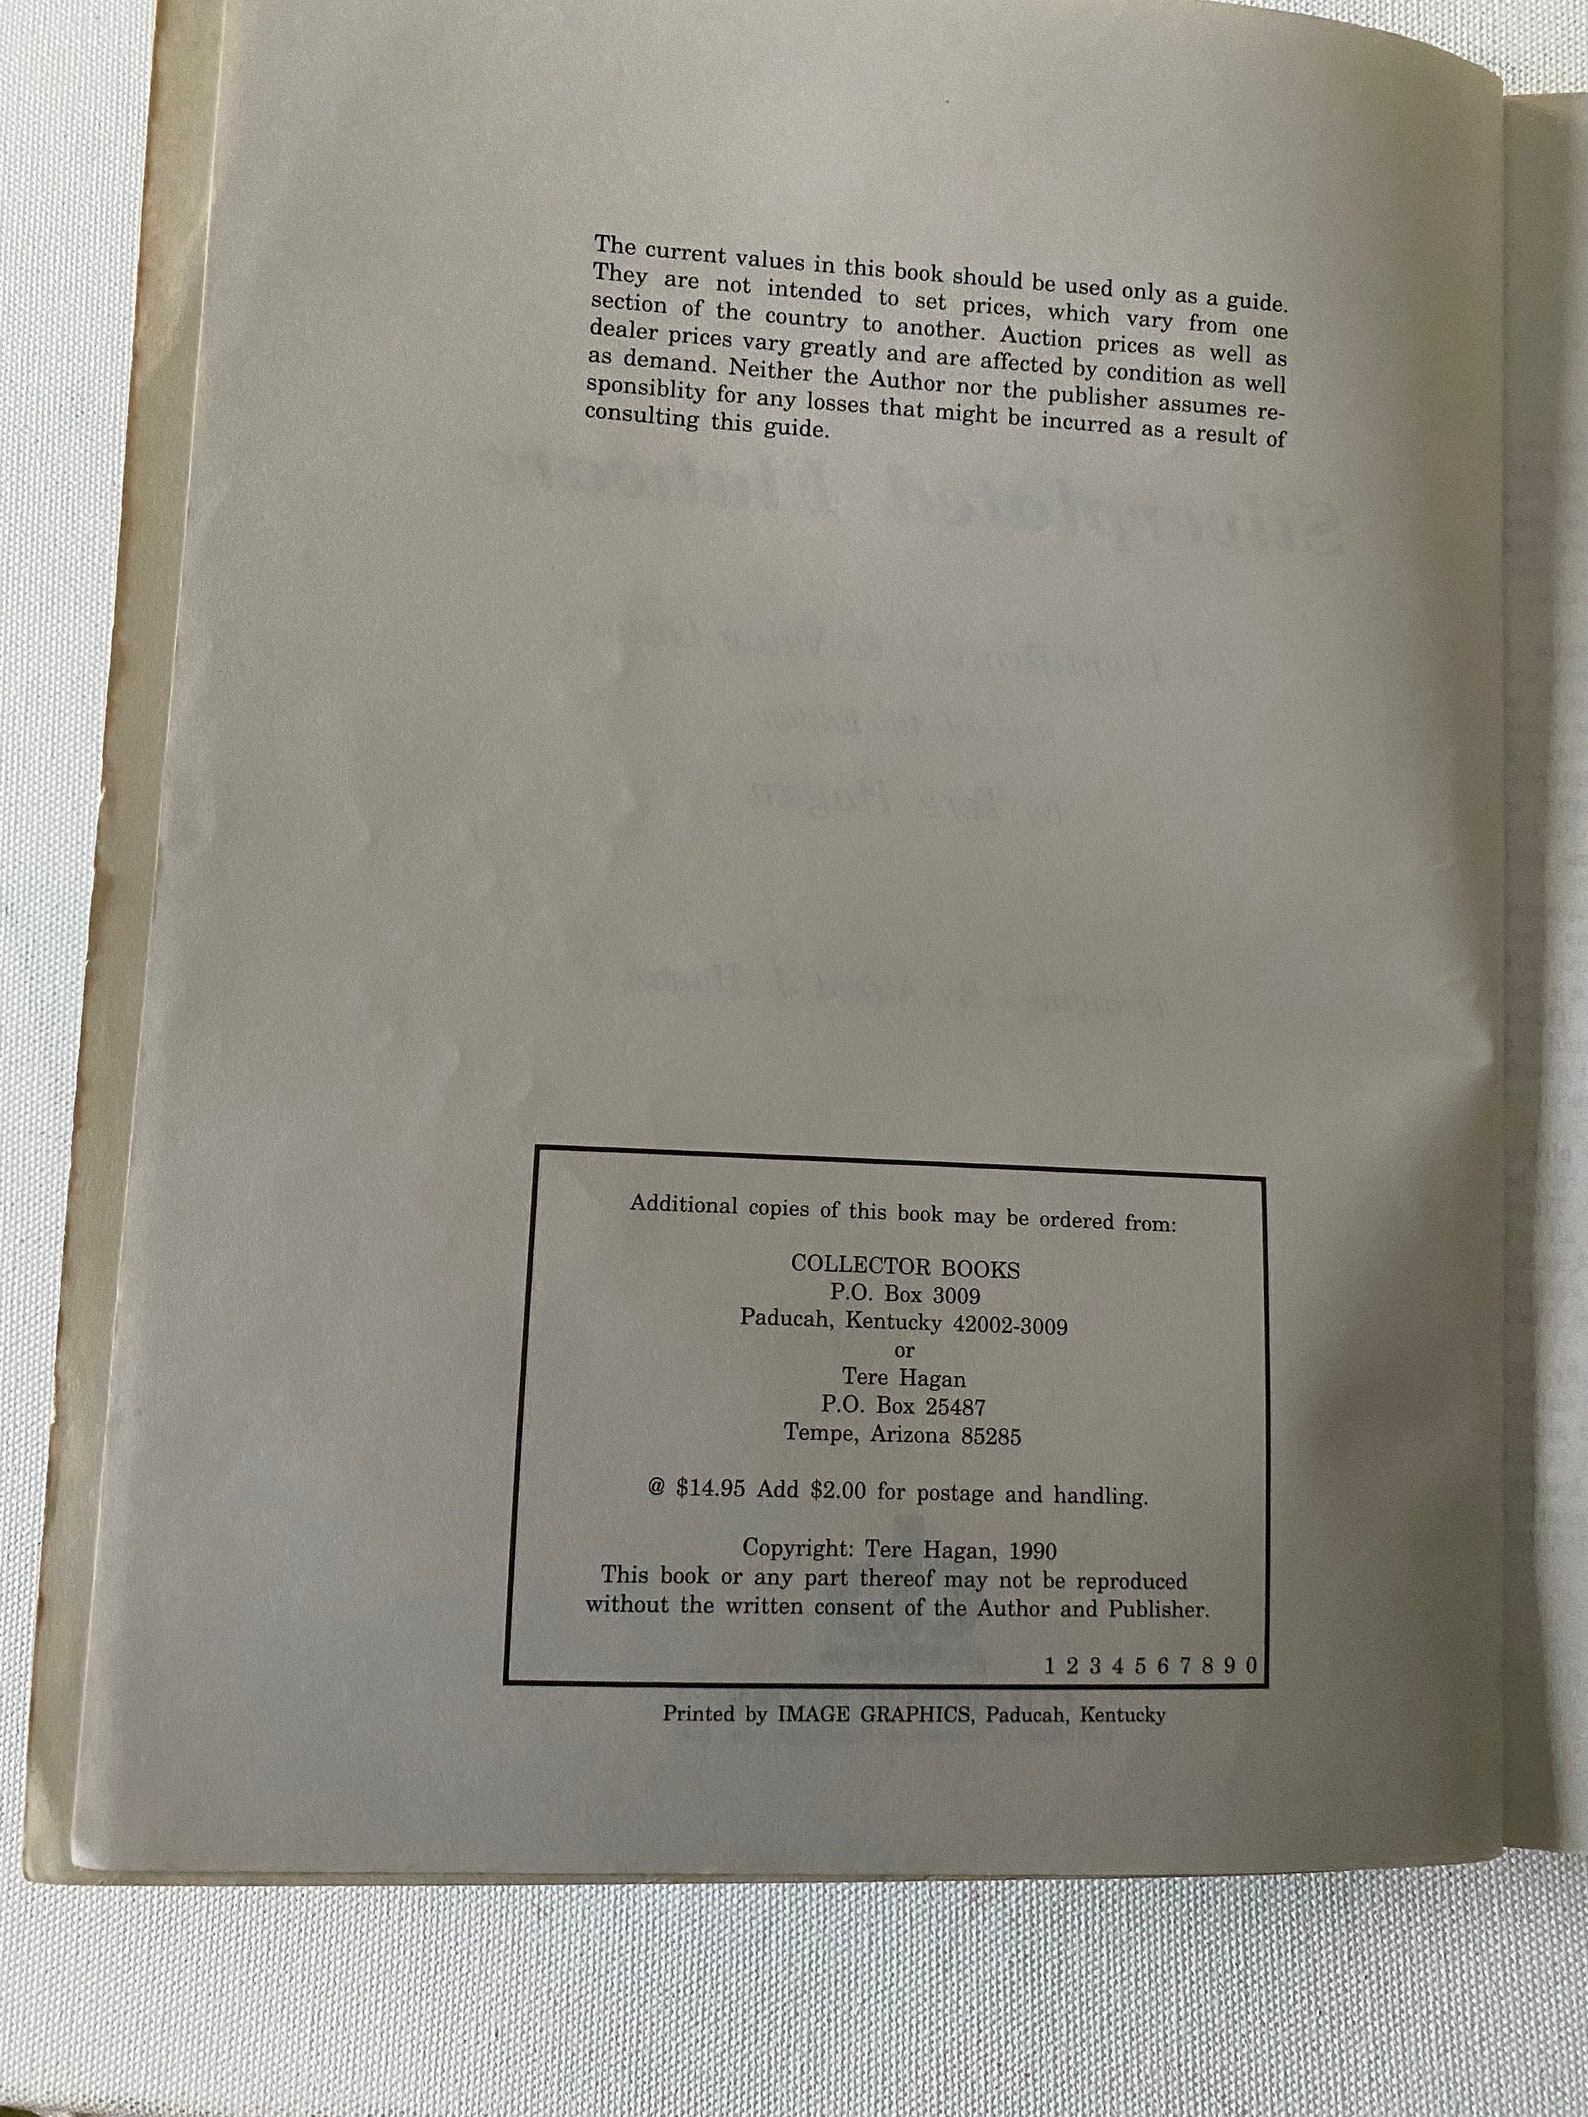 The current values in this book should be used only as a guide.
They are not intended to set prices, which vary from one
section of the country to another. Auction prices as well as
dealer prices vary greatly and are affected by condition as well
as demand. Neither the Author nor the publisher assumes re-
sponsiblity for any losses that might be incurred as a result of
consulting this guide.
Silverplated Flatware
Tere Hagan
Additional copies of this book may be ordered from:
COLLECTOR BOOKS
P.O. Box 3009
Paducah, Kentucky 42002-3009
or
Tere Hagan
P.O. Box 25487
Tempe, Arizona 85285
@ $14.95 Add $2.00 for postage and handling.
Copyright: Tere Hagan, 1990
This book or any part thereof may not be reproduced
without the written consent of the Author and Publisher.
1 2 3 4 5 6 7 8 9 0
Printed by IMAGE GRAPHICS, Paducah, Kentucky